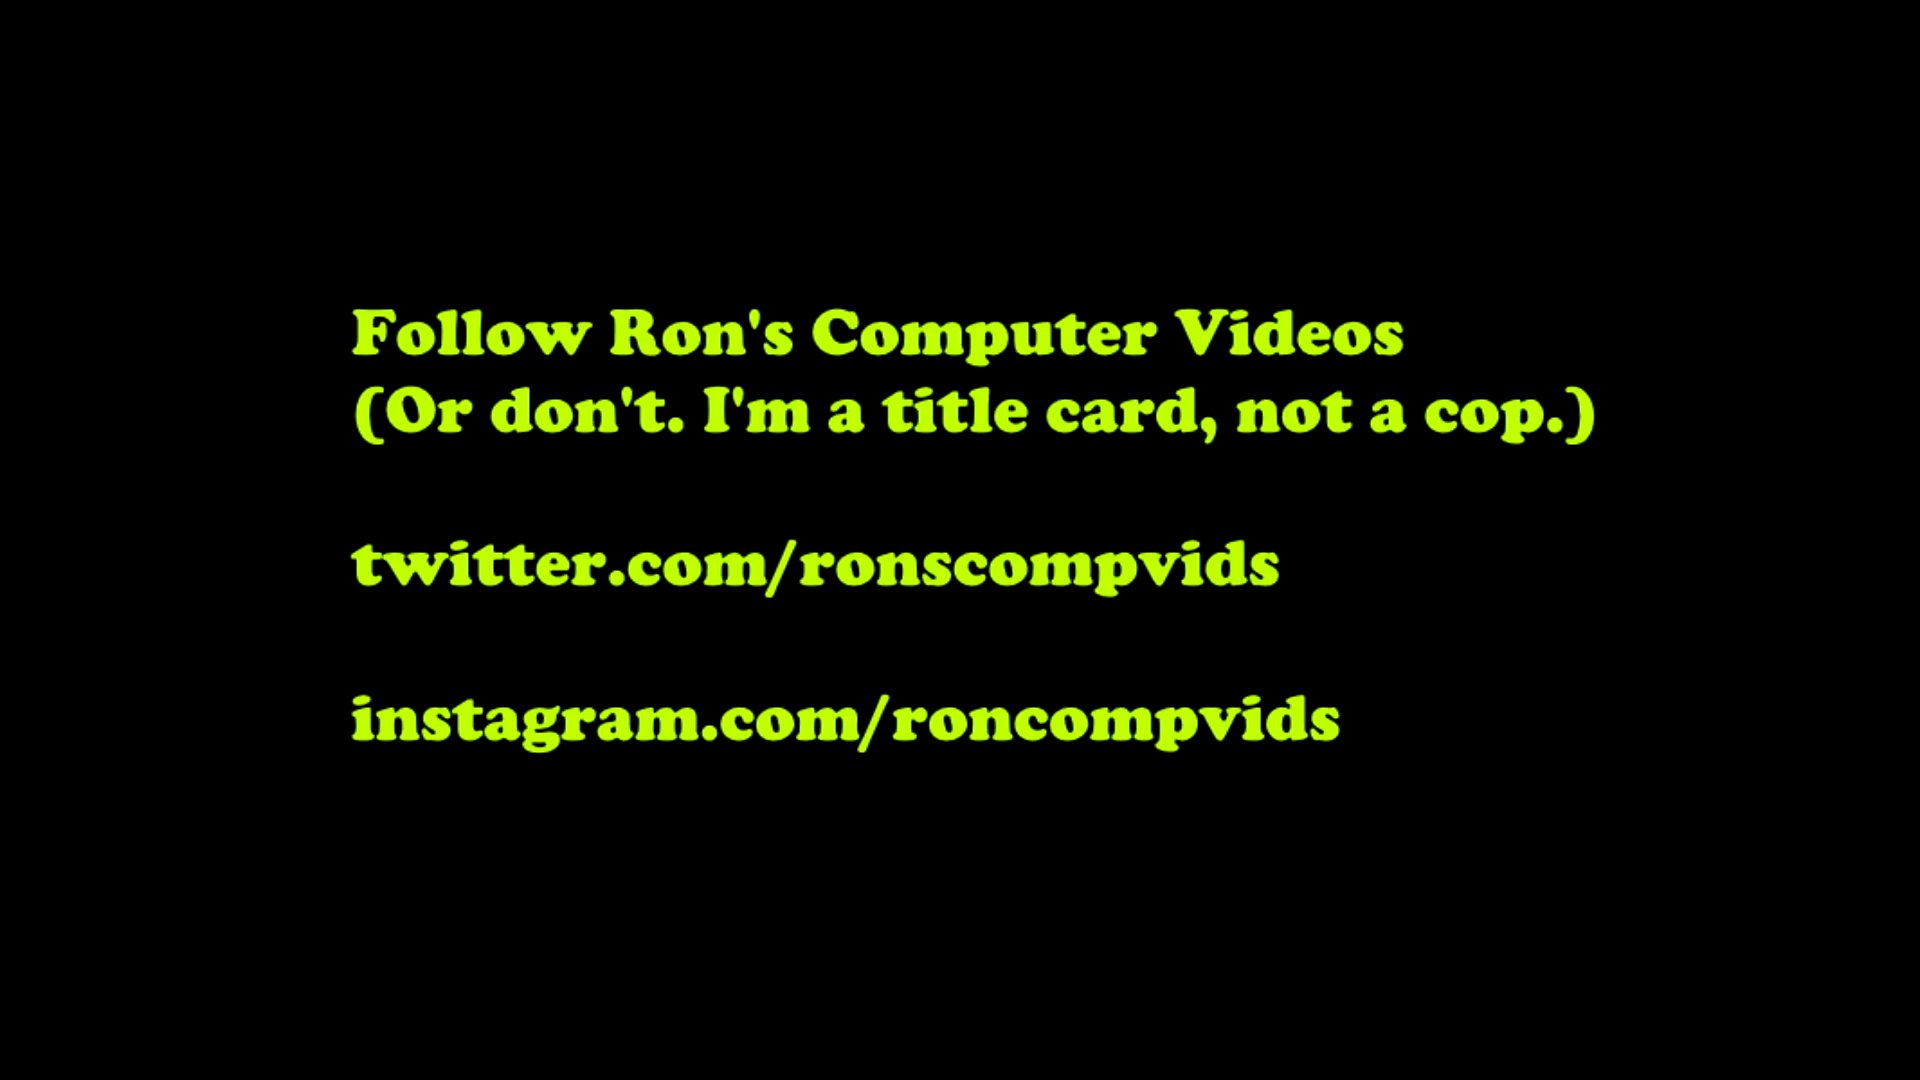 Follow Ron's Computer Videos
(Or don't. I'm a title card, not a cop.)
twitter.com/ronscompvids
instagram.com/roncompvids